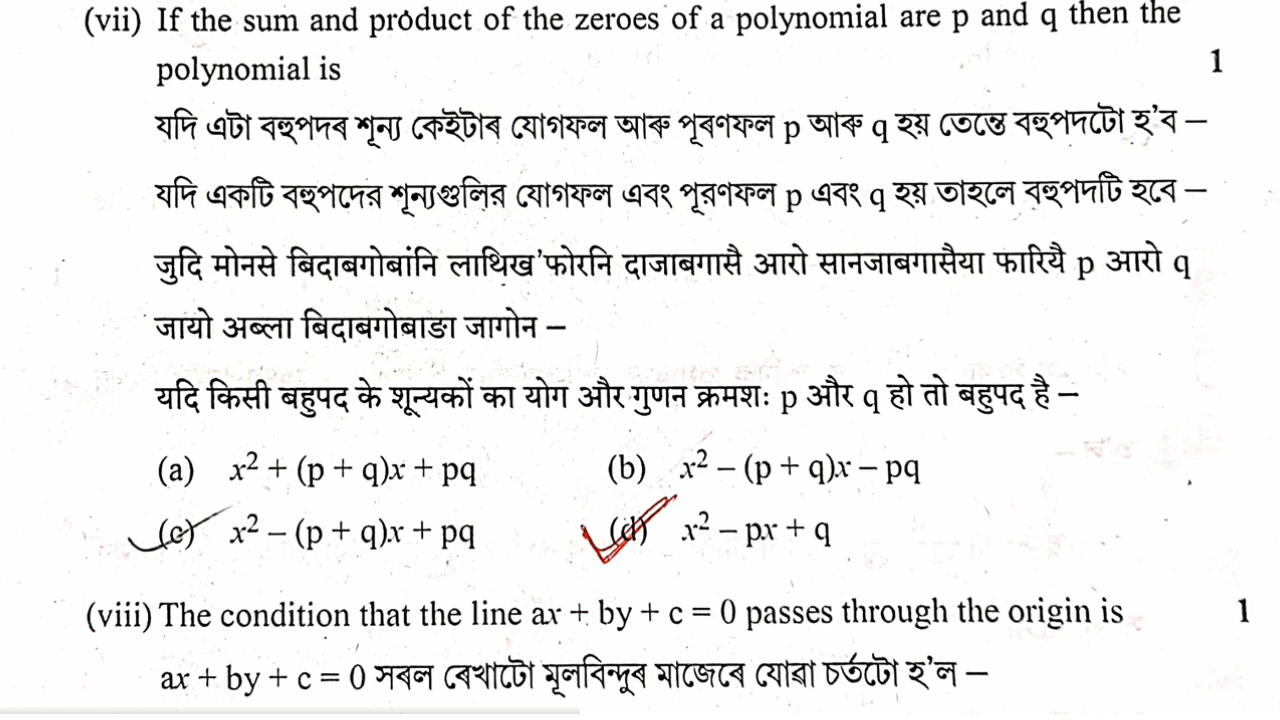 (vii) If the sum and product of the zeroes of a polynomial are p and q then the
polynomial is 1
যদি এটা বহুপদৰ শূন্য কেইটাৰ যোগফল আৰু পূৰণফল p আৰু q হয় তেন্তে বহুপদটো হ'ব –
যদি একটি বহুপদের শূন্যগুলির যোগফল এবং পূরণফল p এবং q হয় তাহলে বহুপদটি হবে –
जुदि मोनसे बिदाबगोबांनि लाथिख'फोरनि दाजाबगासै आरो सानजाबगासैया फारियै p आरो q
जायो अब्ला बिदाबगोबाङा जागोन –
यदि किसी बहुपद के शून्यकों का योग और गुणन क्रमशः p और q हो तो बहुपद है –
(a) x² + (p + q)x + pq (b) x² – (p + q)x – pq
(c) x² – (p + q)x + pq (d) x² – px + q
(viii) The condition that the line ax + by + c = 0 passes through the origin is 1
ax + by + c = 0 সৰল ৰেখাটো মূলবিন্দুৰ মাজেৰে যোৱা চৰ্তটো হ'ল –